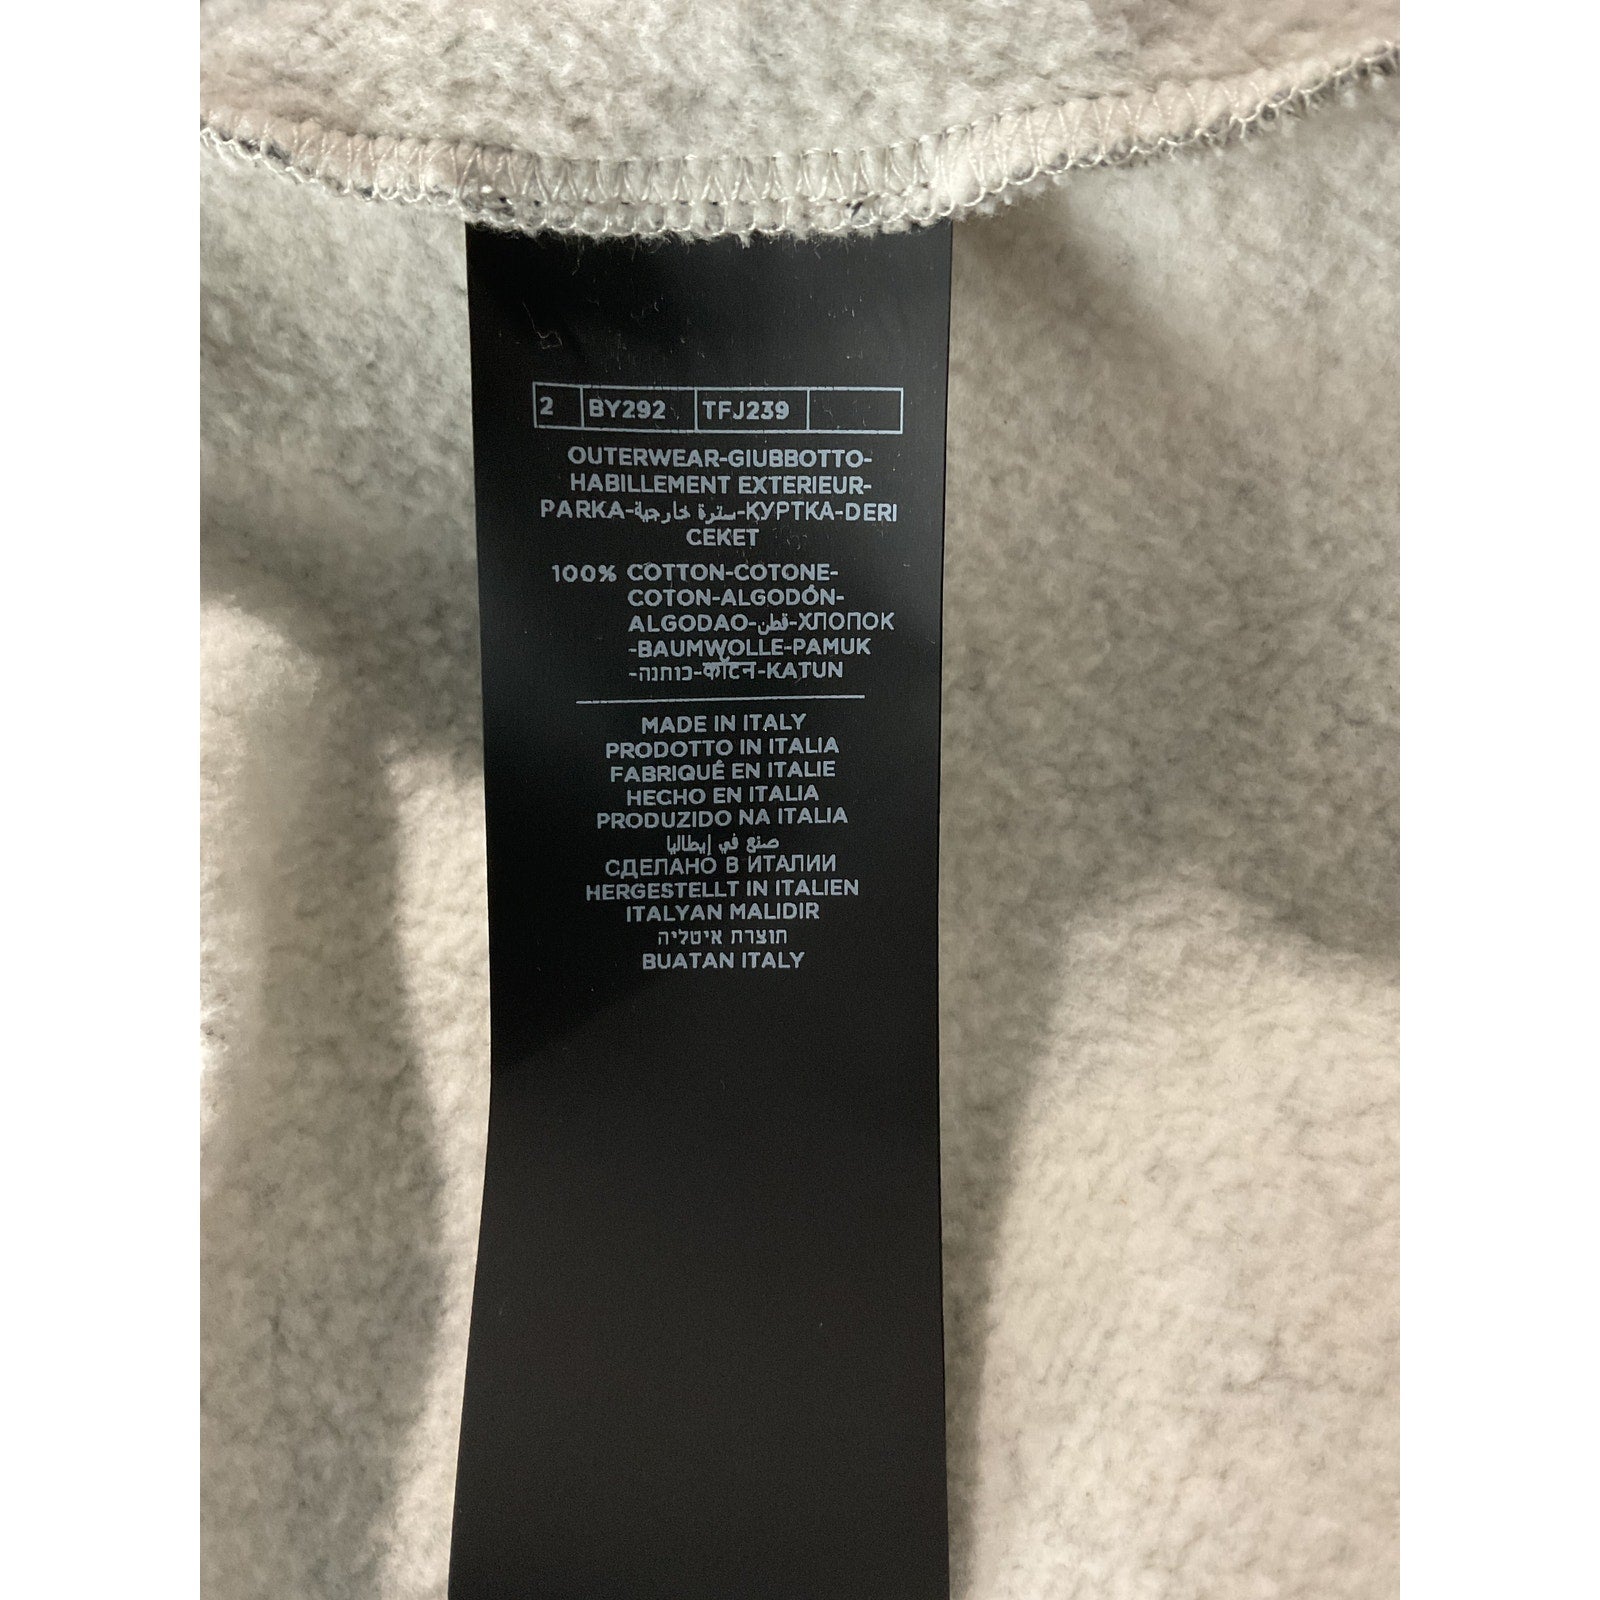 2 BY292 TFJ239
OUTERWEAR-GIUBBOTTO-
HABILLEMENT EXTERIEUR-
PARKA-سترة خارجية-КУРТКА-DERI
CEKET
100% COTTON-COTONE-
COTON-ALGODÓN-
ALGODAO-قطن-ХЛОПОК
-BAUMWOLLE-PAMUK
-כותנה-कॉटन-KATUN
MADE IN ITALY
PRODOTTO IN ITALIA
FABRIQUÉ EN ITALIE
HECHO EN ITALIA
PRODUZIDO NA ITALIA
صنع في إيطاليا
СДЕЛАНО В ИТАЛИИ
HERGESTELLT IN ITALIEN
ITALYAN MALIDIR
תוצרת איטליה
BUATAN ITALY